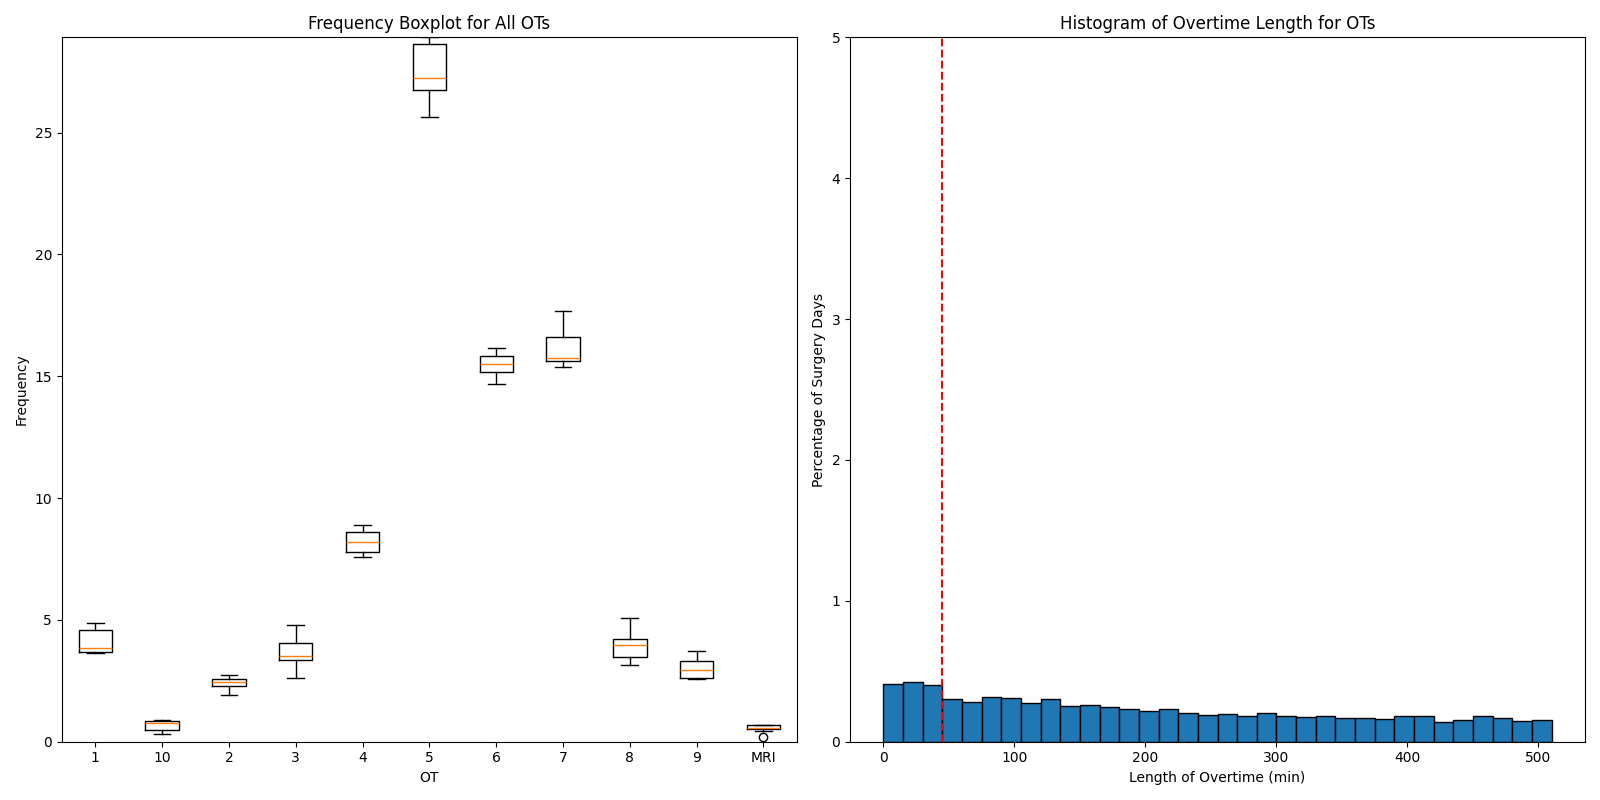 Frequency Boxplot for All OTs
Frequency
25
20
15
10
5
0
1 10 2 3 4 5 6 7 8 9 MRI
OT
Histogram of Overtime Length for OTs
Percentage of Surgery Days
5
4
3
2
1
0
0 100 200 300 400 500
Length of Overtime (min)